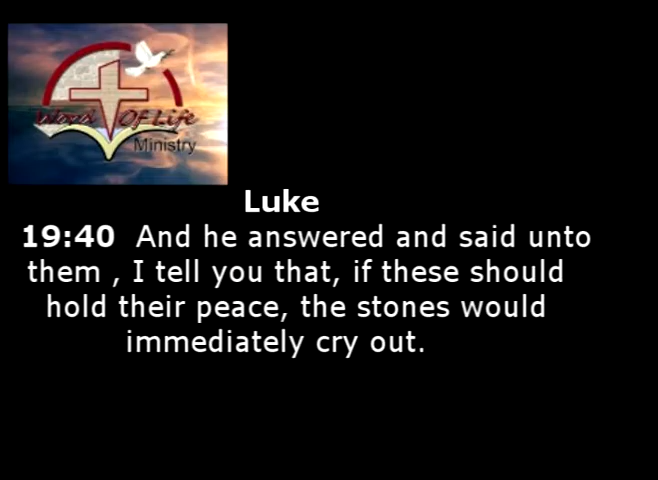 Word Of Life
Ministry
Luke
19:40 And he answered and said unto
them , I tell you that, if these should
hold their peace, the stones would
immediately cry out.